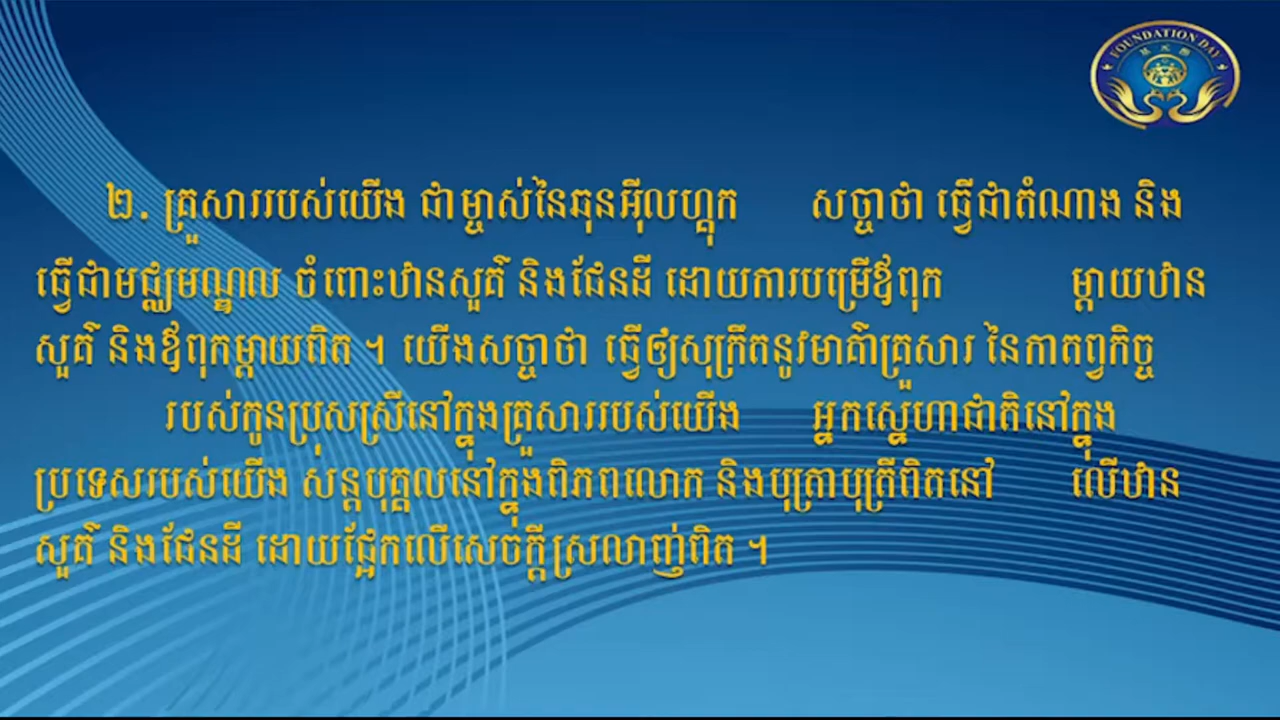 FOUNDATION DAY
២. គ្រួសាររបស់យើង ជាម្ចាស់នៃឆុនអ៊ីលហ្គុក សច្ចាថា ធ្វើជាតំណាង និង
ធ្វើជាមជ្ឈមណ្ឌល ចំពោះឋានសួគ៌ និងផែនដី ដោយការបម្រើឪពុក ម្តាយឋាន
សួគ៌ និងឪពុកម្តាយពិត ។ យើងសច្ចាថា ធ្វើឲ្យសុក្រឹតនូវមាគ៌ាគ្រួសារ នៃកាតព្វកិច្ច
របស់កូនប្រុសស្រីនៅក្នុងគ្រួសាររបស់យើង អ្នកស្នេហាជាតិនៅក្នុង
ប្រទេសរបស់យើង សន្តបុគ្គលនៅក្នុងពិភពលោក និងបុត្រាបុត្រីពិតនៅ លើឋាន
សួគ៌ និងផែនដី ដោយផ្អែកលើសេចក្តីស្រលាញ់ពិត ។